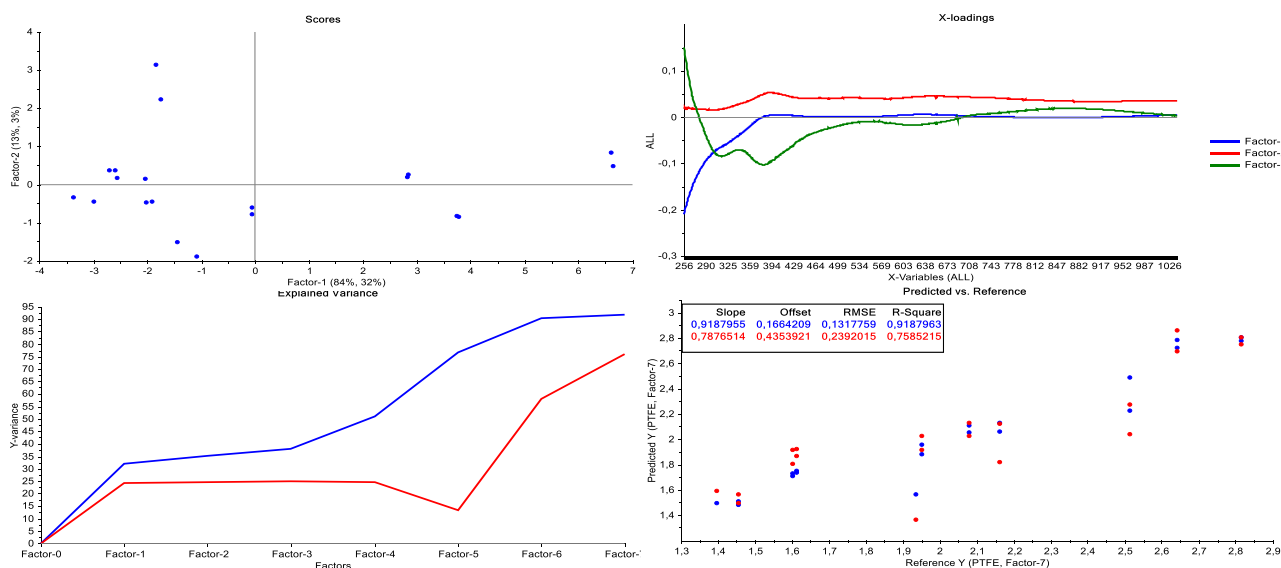 Scores
4
3
2
1
0
-1
-2
Factor-2 (13%, 3%)
-4 -3 -2 -1 0 1 2 3 4 5 6 7
Factor-1 (84%, 32%)
X-loadings
0,1
0
-0,1
-0,2
-0,3
ALL
256 290 325 359 394 429 464 499 534 569 603 638 673 708 743 778 812 847 882 917 952 987 1026
X-Variables (ALL)
Factor-
Factor-
Factor-
Explained Variance
95
90
85
80
75
70
65
60
55
50
45
40
35
30
25
20
15
10
5
0
Y-variance
Factor-0 Factor-1 Factor-2 Factor-3 Factor-4 Factor-5 Factor-6 Factor-
Factors
Predicted vs. Reference
Slope Offset RMSE R-Square
0,9187955 0,1664209 0,1317759 0,9187963
0,7876514 0,4353921 0,2392015 0,7585215
3
2,8
2,6
2,4
2,2
2
1,8
1,6
1,4
Predicted Y (PTFE, Factor-7)
1,3 1,4 1,5 1,6 1,7 1,8 1,9 2 2,1 2,2 2,3 2,4 2,5 2,6 2,7 2,8 2,9
Reference Y (PTFE, Factor-7)